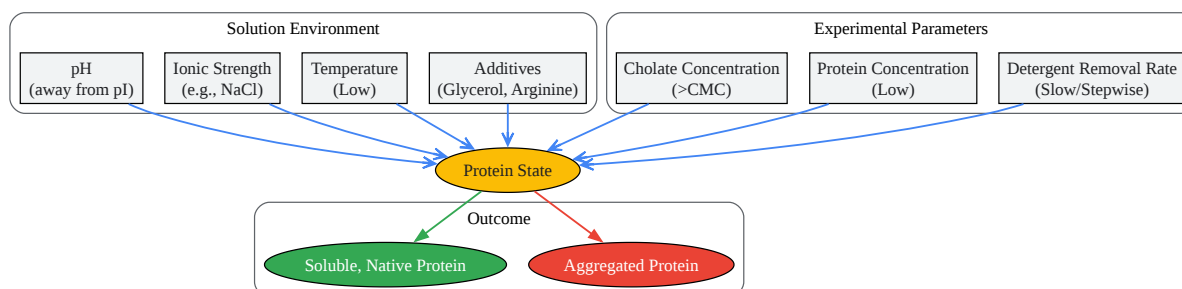 Solution Environment
Experimental Parameters
pH
(away from pI)
Ionic Strength
(e.g., NaCl)
Temperature
(Low)
Additives
(Glycerol, Arginine)
Cholate Concentration
(>CMC)
Protein Concentration
(Low)
Detergent Removal Rate
(Slow/Stepwise)
Protein State
Outcome
Soluble, Native Protein
Aggregated Protein